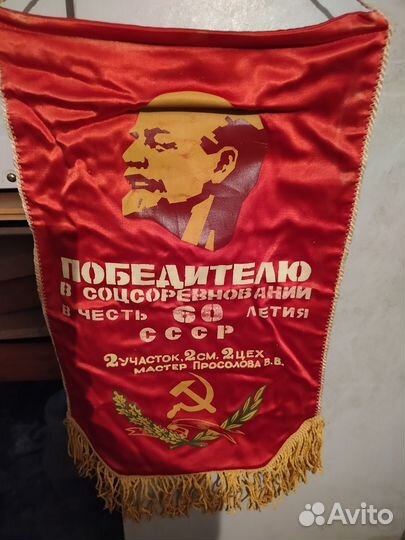 ПОБЕДИТЕЛЮ
В СОЦСОРЕВНОВАНИИ
В ЧЕСТЬ 60 ЛЕТИЯ
СССР
2 УЧАСТОК, 2 СМ. 2 ЦЕХ
МАСТЕР ПРОСОЛОВА В.В.
Avito